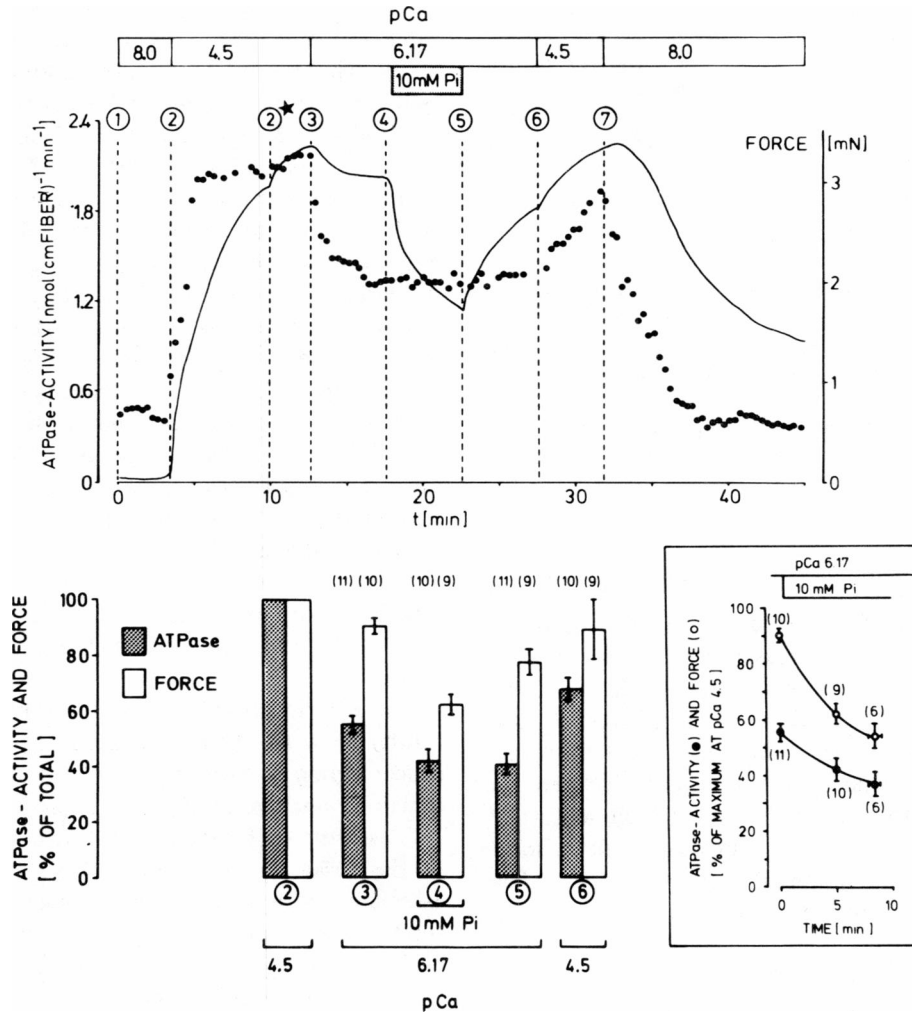 pCa
8.0 4.5 6.17 4.5 8.0
10mM Pi
★
① ② ② ③ ④ ⑤ ⑥ ⑦
FORCE [mN]
ATPase-ACTIVITY [nmol(cmFIBER)⁻¹ min⁻¹]
2.4
1.8
1.2
0.6
0
3
2
1
0
0 10 20 30 40
t[min]
ATPase - ACTIVITY AND FORCE
[% OF TOTAL]
100
80
60
40
20
0
ATPase
FORCE
(11) (10) (10) (9) (11) (9) (10) (9)
② ③ ④ ⑤ ⑥
10 mM Pi
4.5 6.17 4.5
pCa
pCa 6.17
10 mM Pi
ATPase-ACTIVITY (●) AND FORCE (o)
[% OF MAXIMUM AT pCa 4.5]
100
80
60
40
20
0
(10)
(9)
(6)
(11)
(10)
(6)
0 5 10
TIME [min]